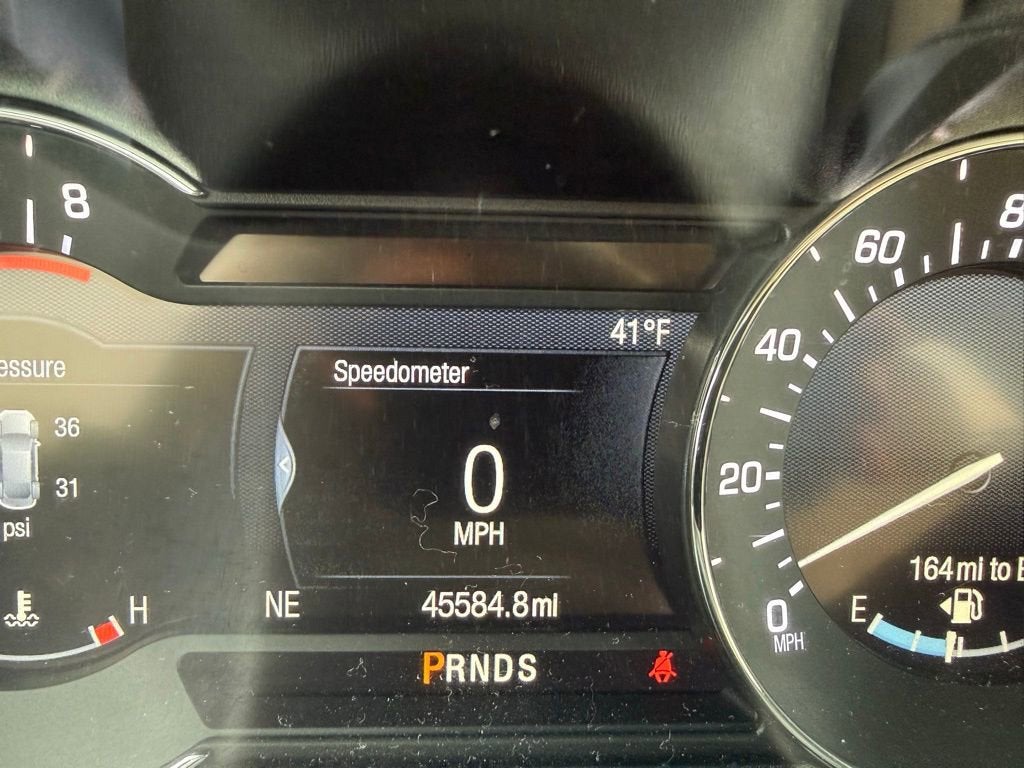 8
essure
36
31
psi
H
41°F
Speedometer
0
MPH
NE
45584.8mi
PRNDS
8
60
40
20
0
MPH
164mi to E
E